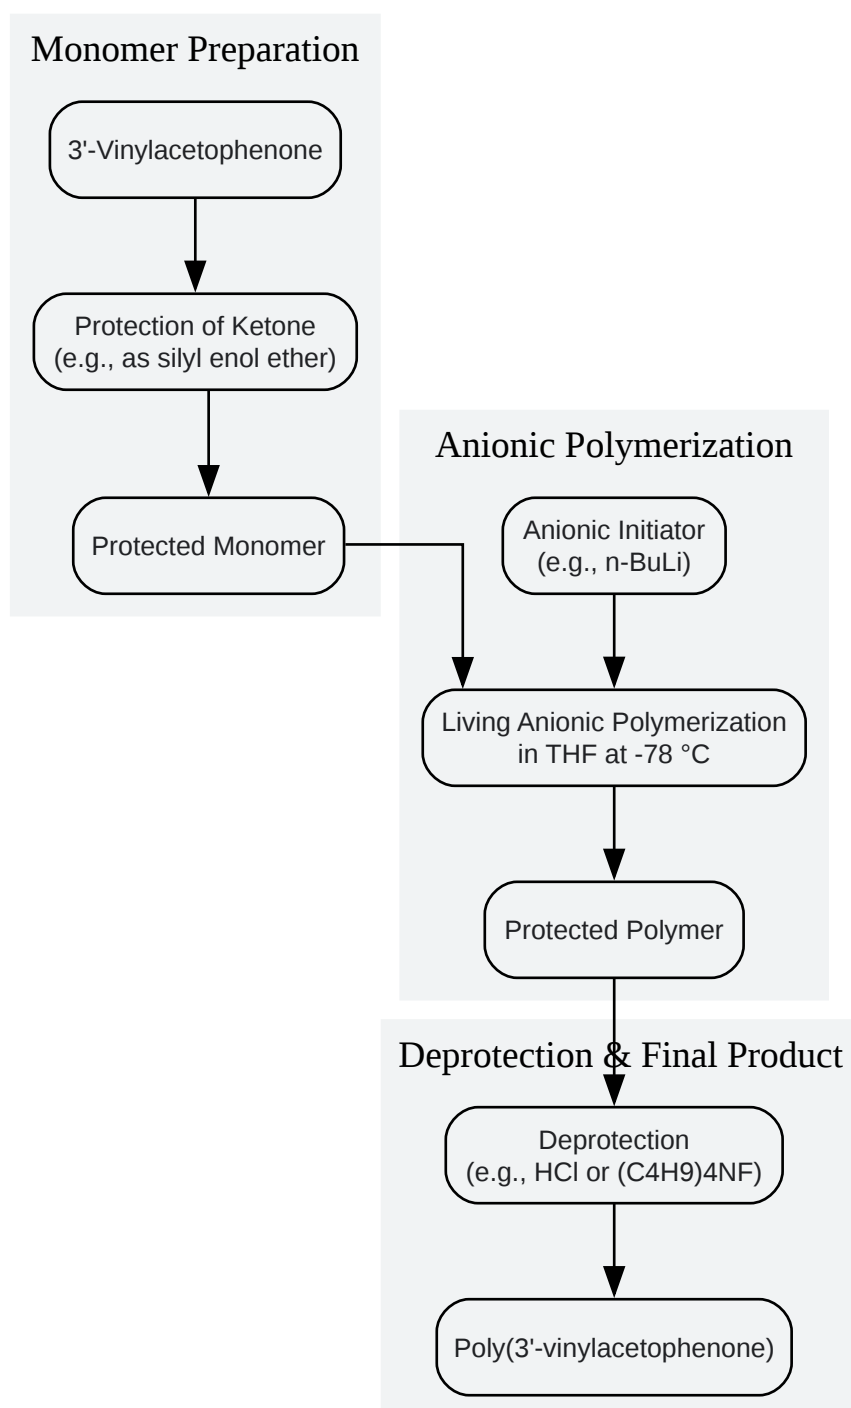 Monomer Preparation
3'-Vinylacetophenone
Protection of Ketone
(e.g., as silyl enol ether)
Protected Monomer
Anionic Polymerization
Anionic Initiator
(e.g., n-BuLi)
Living Anionic Polymerization
in THF at -78 °C
Protected Polymer
Deprotection & Final Product
Deprotection
(e.g., HCl or (C4H9)4NF)
Poly(3'-vinylacetophenone)